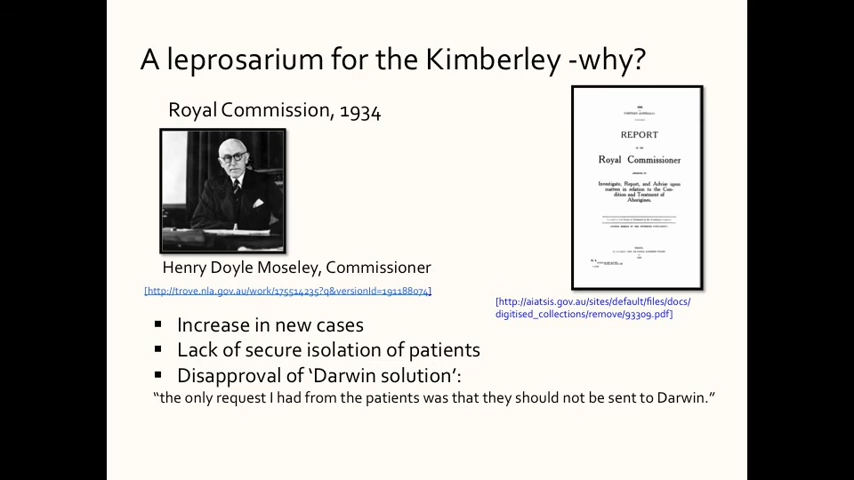 A leprosarium for the Kimberley -why?
Royal Commission, 1934
REPORT
OF THE
Royal Commissioner
Investigate, Report, and Advise upon
matters in relation to the Con-
dition and Treatment of
Aborigines.
Henry Doyle Moseley, Commissioner
[http://trove.nla.gov.au/work/175514235?q&versionId=191188074]
[http://aiatsis.gov.au/sites/default/files/docs/
digitised_collections/remove/93309.pdf]
▪ Increase in new cases
▪ Lack of secure isolation of patients
▪ Disapproval of ‘Darwin solution’:
“the only request I had from the patients was that they should not be sent to Darwin.”